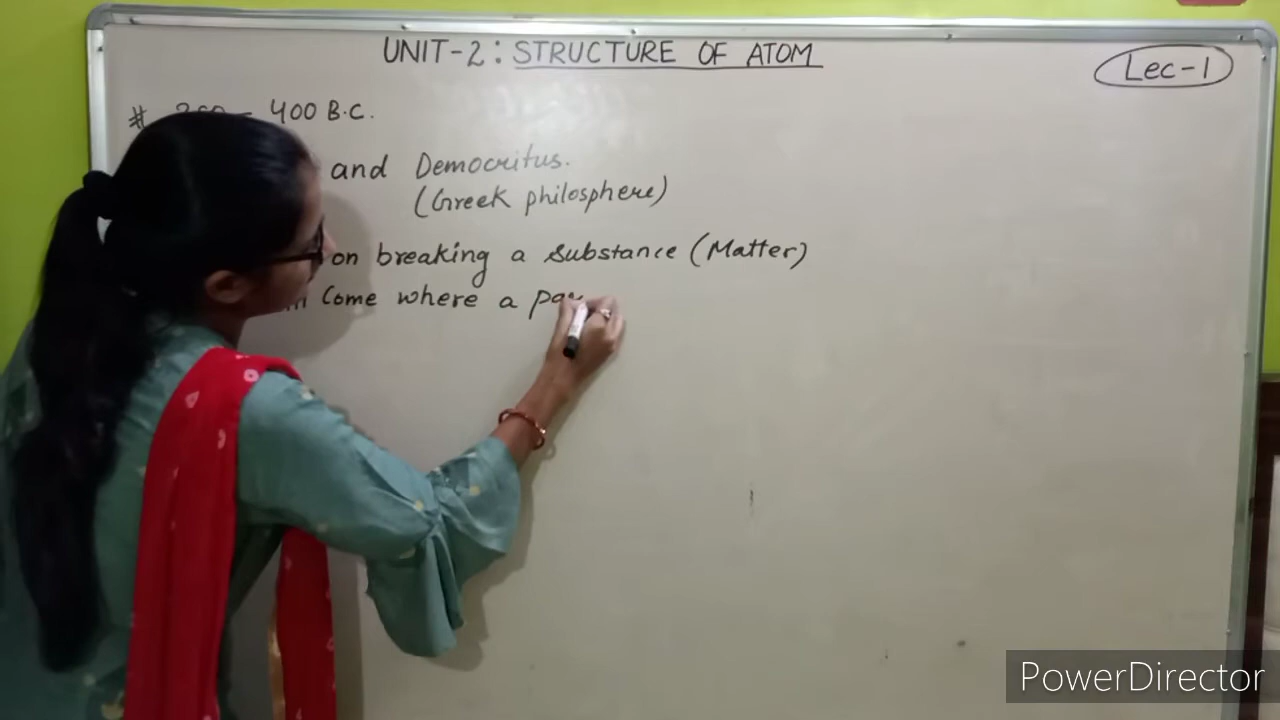 UNIT-2: STRUCTURE OF ATOM
Lec-1
# - 400 B.C.
and Democritus.
(Greek philosphere)
on breaking a substance (Matter)
Come where a
PowerDirector